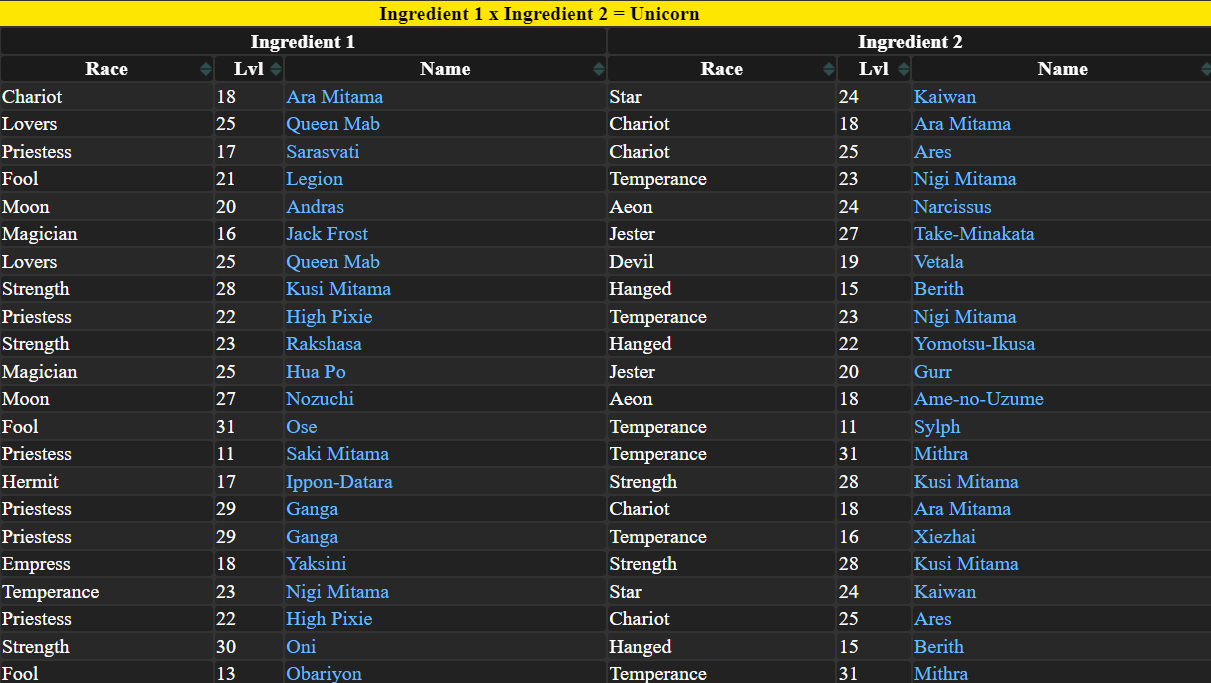 Ingredient 1 x Ingredient 2 = Unicorn
Ingredient 1 Ingredient 2
Race Lvl Name Race Lvl Name
Chariot 18 Ara Mitama Star 24 Kaiwan
Lovers 25 Queen Mab Chariot 18 Ara Mitama
Priestess 17 Sarasvati Chariot 25 Ares
Fool 21 Legion Temperance 23 Nigi Mitama
Moon 20 Andras Aeon 24 Narcissus
Magician 16 Jack Frost Jester 27 Take-Minakata
Lovers 25 Queen Mab Devil 19 Vetala
Strength 28 Kusi Mitama Hanged 15 Berith
Priestess 22 High Pixie Temperance 23 Nigi Mitama
Strength 23 Rakshasa Hanged 22 Yomotsu-Ikusa
Magician 25 Hua Po Jester 20 Gurr
Moon 27 Nozuchi Aeon 18 Ame-no-Uzume
Fool 31 Ose Temperance 11 Sylph
Priestess 11 Saki Mitama Temperance 31 Mithra
Hermit 17 Ippon-Datara Strength 28 Kusi Mitama
Priestess 29 Ganga Chariot 18 Ara Mitama
Priestess 29 Ganga Temperance 16 Xiezhai
Empress 18 Yaksini Strength 28 Kusi Mitama
Temperance 23 Nigi Mitama Star 24 Kaiwan
Priestess 22 High Pixie Chariot 25 Ares
Strength 30 Oni Hanged 15 Berith
Fool 13 Obariyon Temperance 31 Mithra